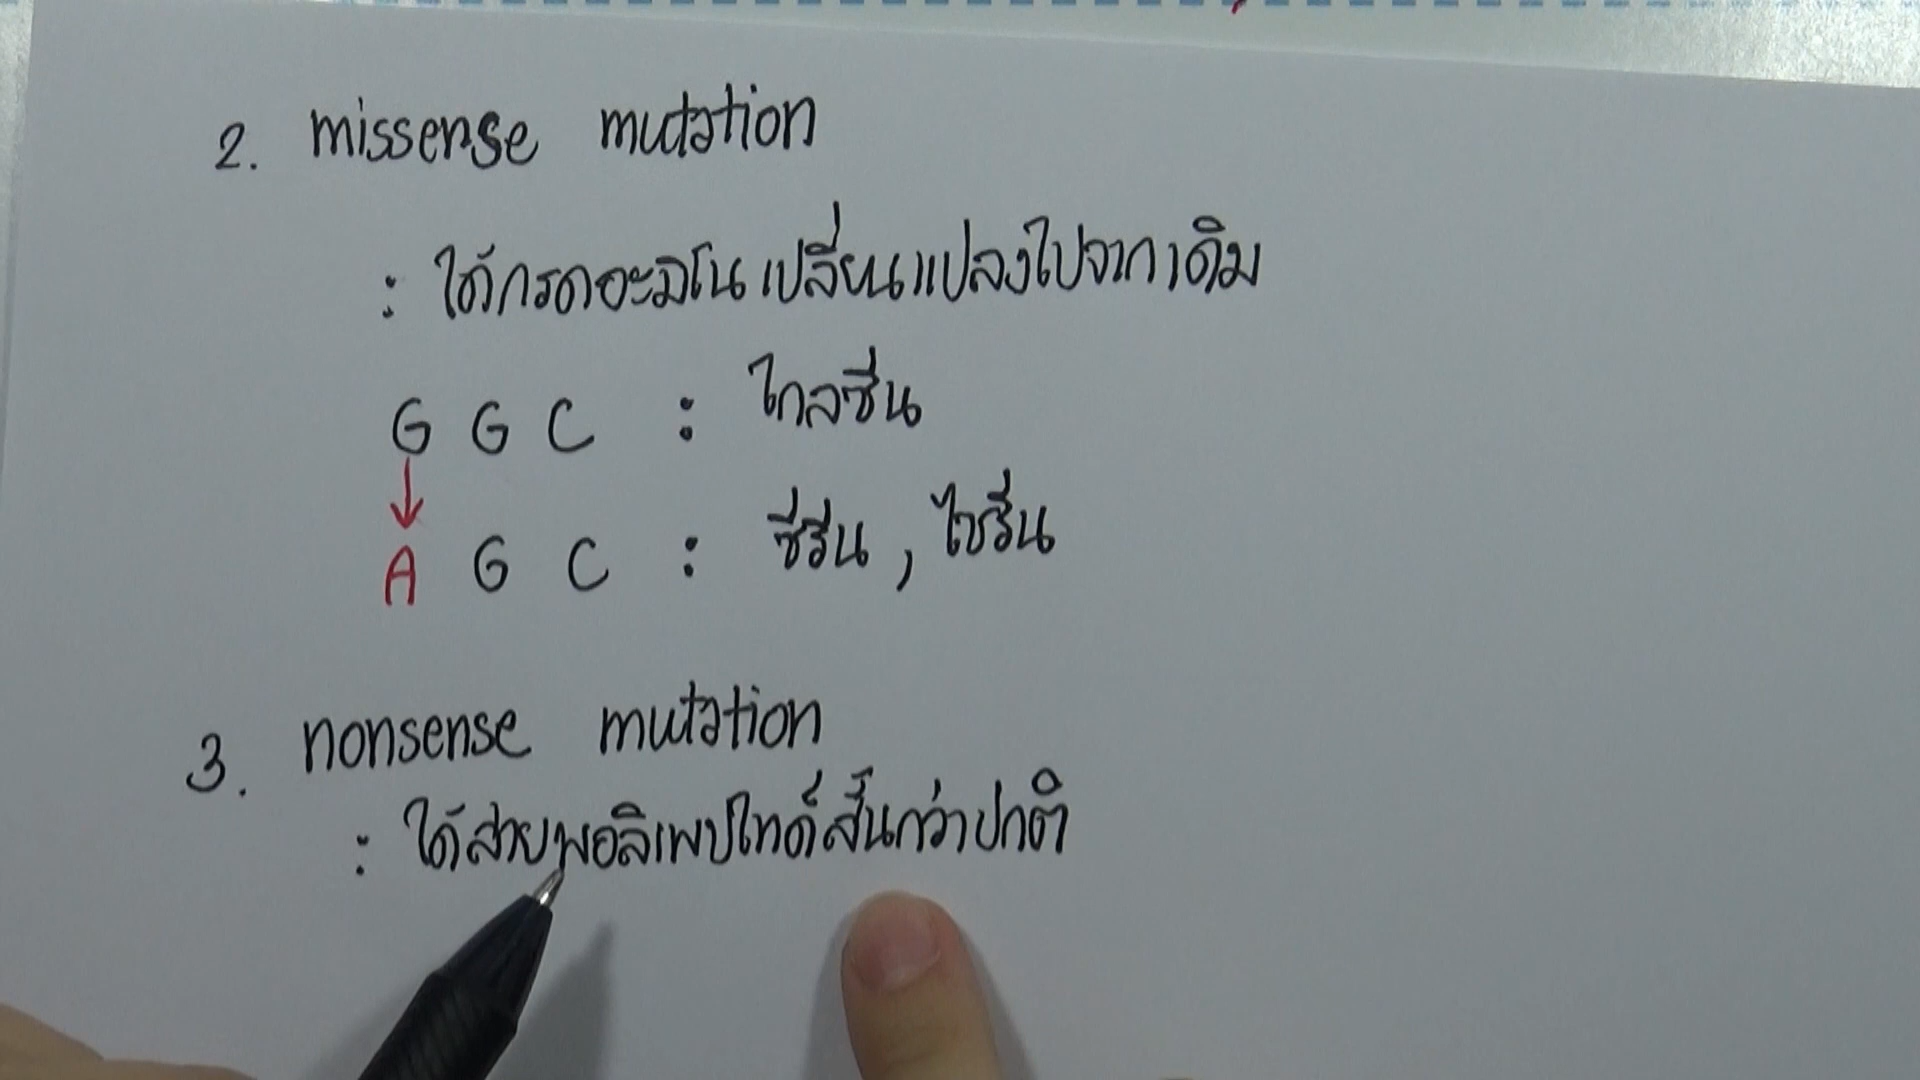 2. missense mutation
: ได้กรดอะมิโนเปลี่ยนแปลงไปจากเดิม
G G C : ไกลซีน
A G C : ซีรีน , ไซรีน
3. nonsense mutation
: ได้สายพอลิเพปไทด์สั้นกว่าปกติ